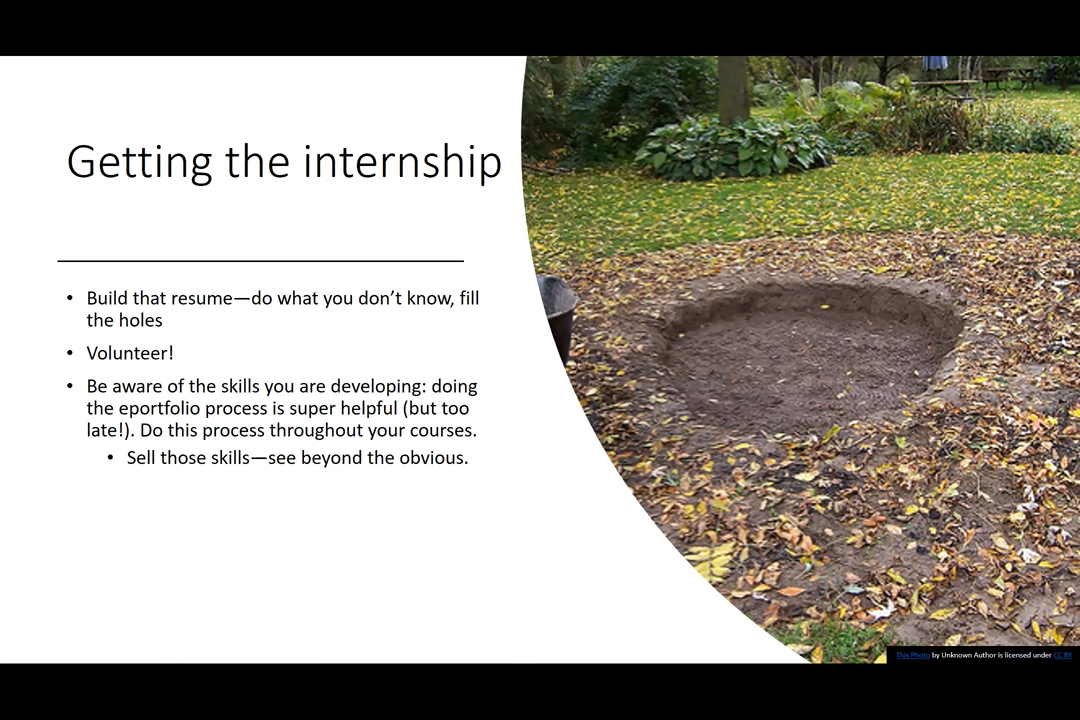 Getting the internship
• Build that resume—do what you don’t know, fill
the holes
• Volunteer!
• Be aware of the skills you are developing: doing
the eportfolio process is super helpful (but too
late!). Do this process throughout your courses.
• Sell those skills—see beyond the obvious.
This Photo by Unknown Author is licensed under CC BY